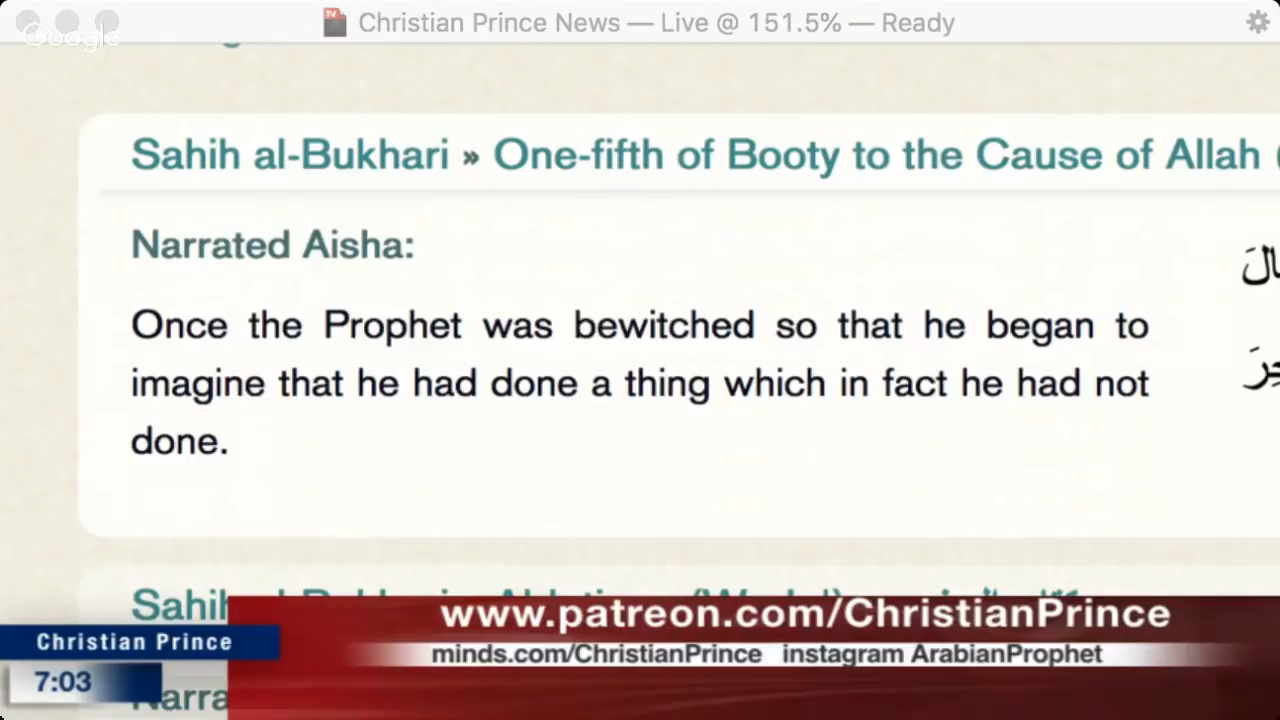 Christian Prince News — Live @ 151.5% — Ready
Google
Sahih al-Bukhari » One-fifth of Booty to the Cause of Allah (
Narrated Aisha:
Once the Prophet was bewitched so that he began to
imagine that he had done a thing which in fact he had not
done.
www.patreon.com/ChristianPrince
Christian Prince
minds.com/ChristianPrince instagram ArabianProphet
7:03